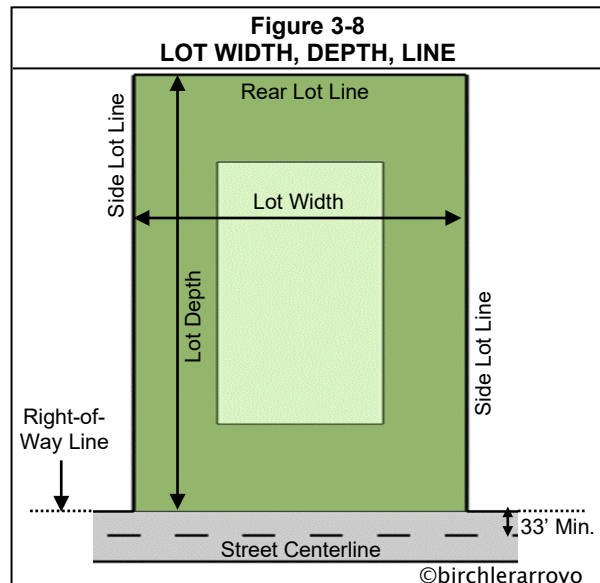 Figure 3-8
LOT WIDTH, DEPTH, LINE
Rear Lot Line
Side Lot Line
Lot Width
Lot Depth
Side Lot Line
Right-of-
Way Line
33’ Min.
Street Centerline
©birchlerarroyo